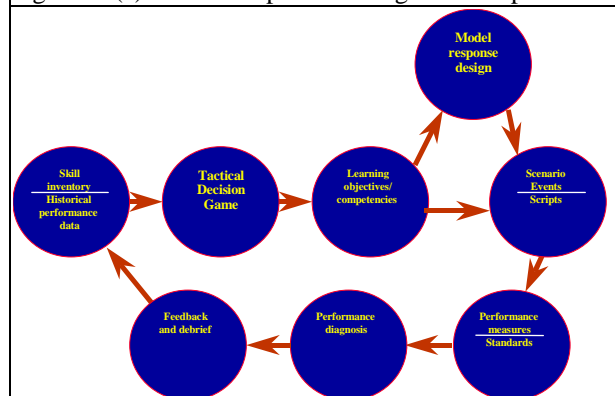 Model
response
design
Skill
inventory
Historical
performance
data
Tactical
Decision
Game
Learning
objectives/
competencies
Scenario
Events
Scripts
Feedback
and debrief
Performance
diagnosis
Performance
measures
Standards